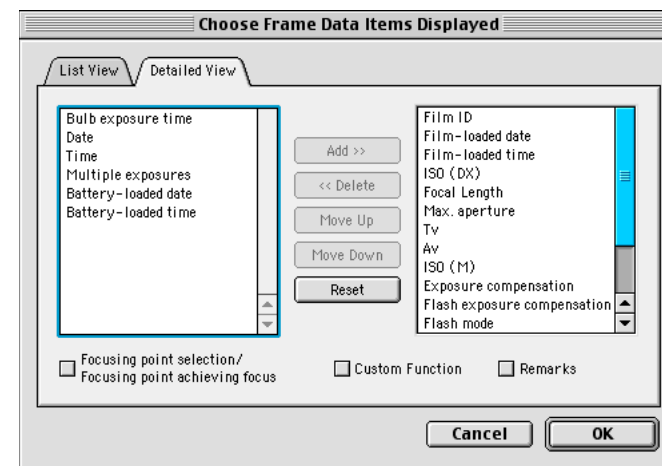 Choose Frame Data Items Displayed
List View
Detailed View
Bulb exposure time
Date
Time
Multiple exposures
Battery-loaded date
Battery-loaded time
Add >>
<< Delete
Move Up
Move Down
Reset
Film ID
Film-loaded date
Film-loaded time
ISO (DX)
Focal Length
Max. aperture
Tv
Av
ISO (M)
Exposure compensation
Flash exposure compensation
Flash mode
Focusing point selection/
Focusing point achieving focus
Custom Function
Remarks
Cancel
OK